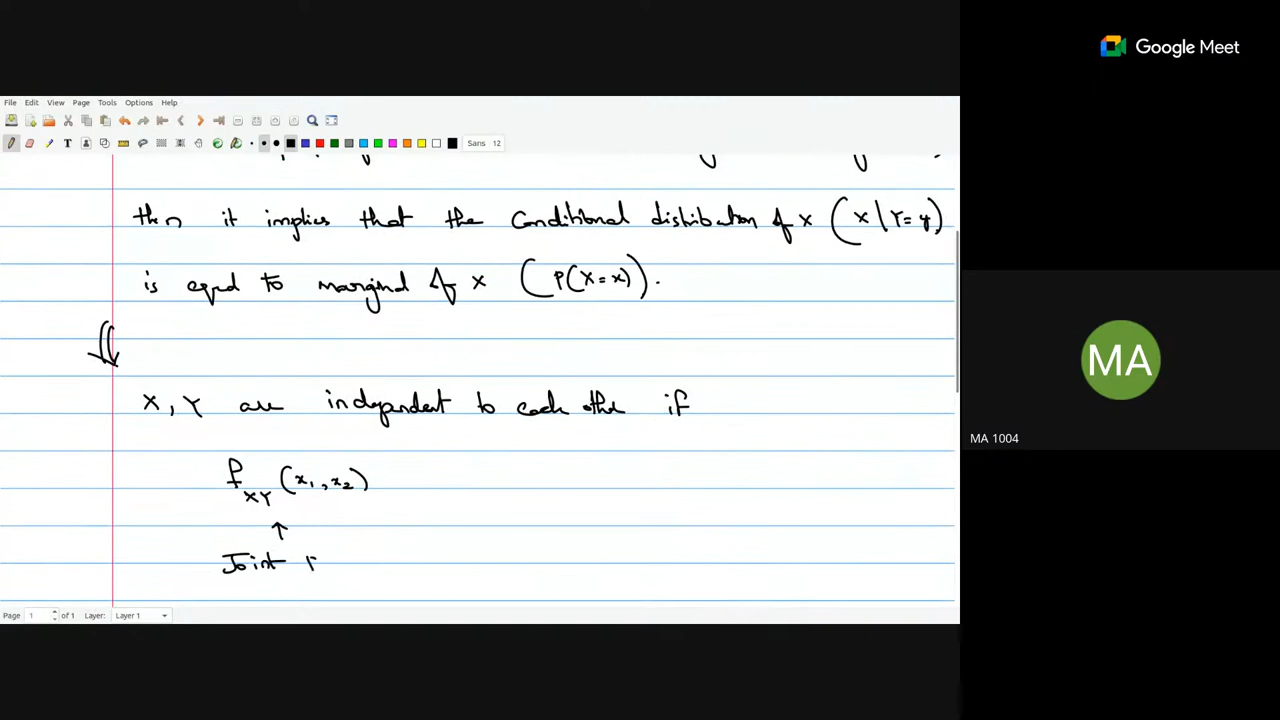 Google Meet
File Edit View Page Tools Options Help
Sans 12
then it implies that the conditional distribution of X (X|Y=y)
is equal to marginal of X (P(X=x)).
X, Y are independent to each other if
f_XY (x1, x2)
↑
Joint
MA
MA 1004
Page 1 of 1 Layer: Layer 1